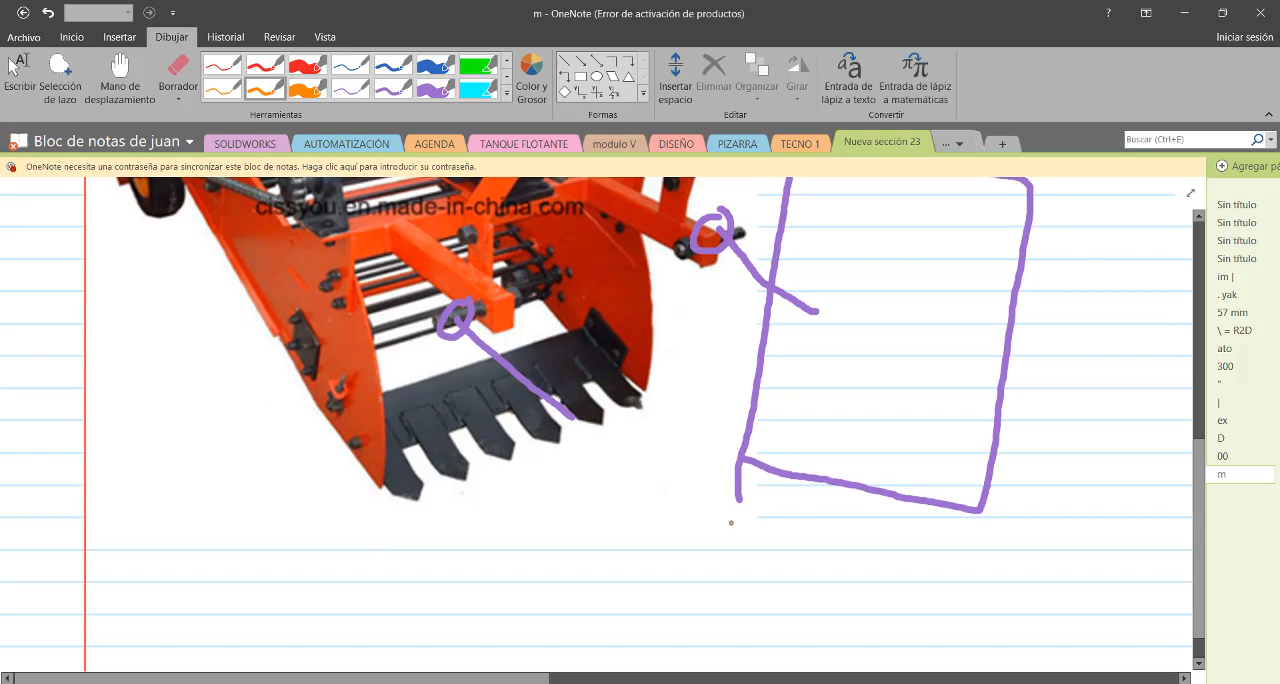 m - OneNote (Error de activación de productos)
?
Archivo Inicio Insertar Dibujar Historial Revisar Vista
Iniciar sesión
Escribir
Selección de lazo
Mano de desplazamiento
Borrador
Color y Grosor
Insertar espacio
Eliminar
Organizar
Girar
Entrada de lápiz a texto
Entrada de lápiz a matemáticas
Herramientas
Formas
Editar
Convertir
Bloc de notas de juan
SOLIDWORKS AUTOMATIZACIÓN AGENDA TANQUE FLOTANTE modulo V DISEÑO PIZARRA TECNO 1 Nueva sección 23 ... +
Buscar (Ctrl+E)
OneNote necesita una contraseña para sincronizar este bloc de notas. Haga clic aquí para introducir su contraseña.
Agregar pá
cissyou.en.made-in-china.com
Sin título
Sin título
Sin título
Sin título
im |
. yak
57 mm
\ = R2D
ato
300
"
|
ex
D
00
m